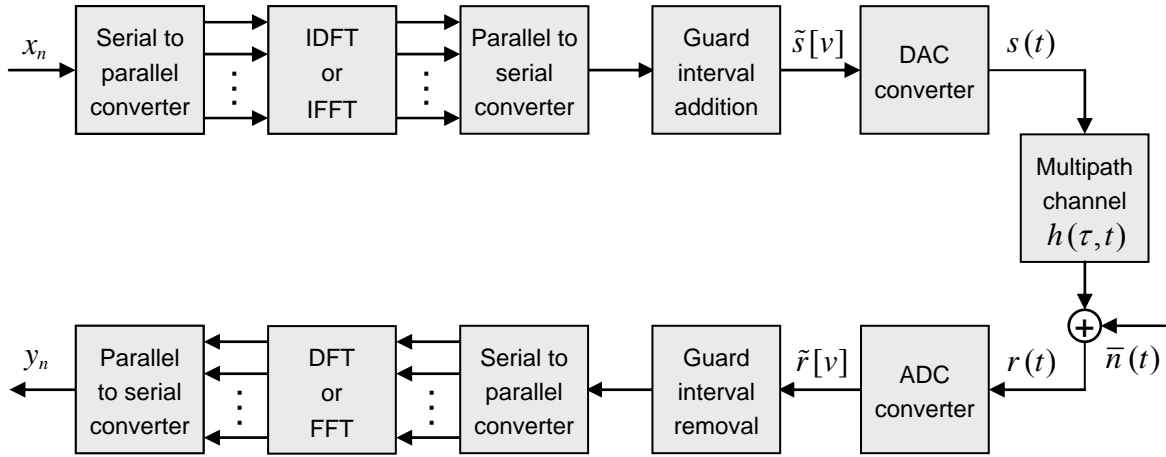 x_n
Serial to
parallel
converter
⋮
IDFT
or
IFFT
⋮
Parallel to
serial
converter
Guard
interval
addition
s̃[v]
DAC
converter
s(t)
Multipath
channel
h(τ,t)
+
n̅(t)
r(t)
ADC
converter
r̃[v]
Guard
interval
removal
Serial to
parallel
converter
⋮
DFT
or
FFT
⋮
Parallel
to serial
converter
y_n